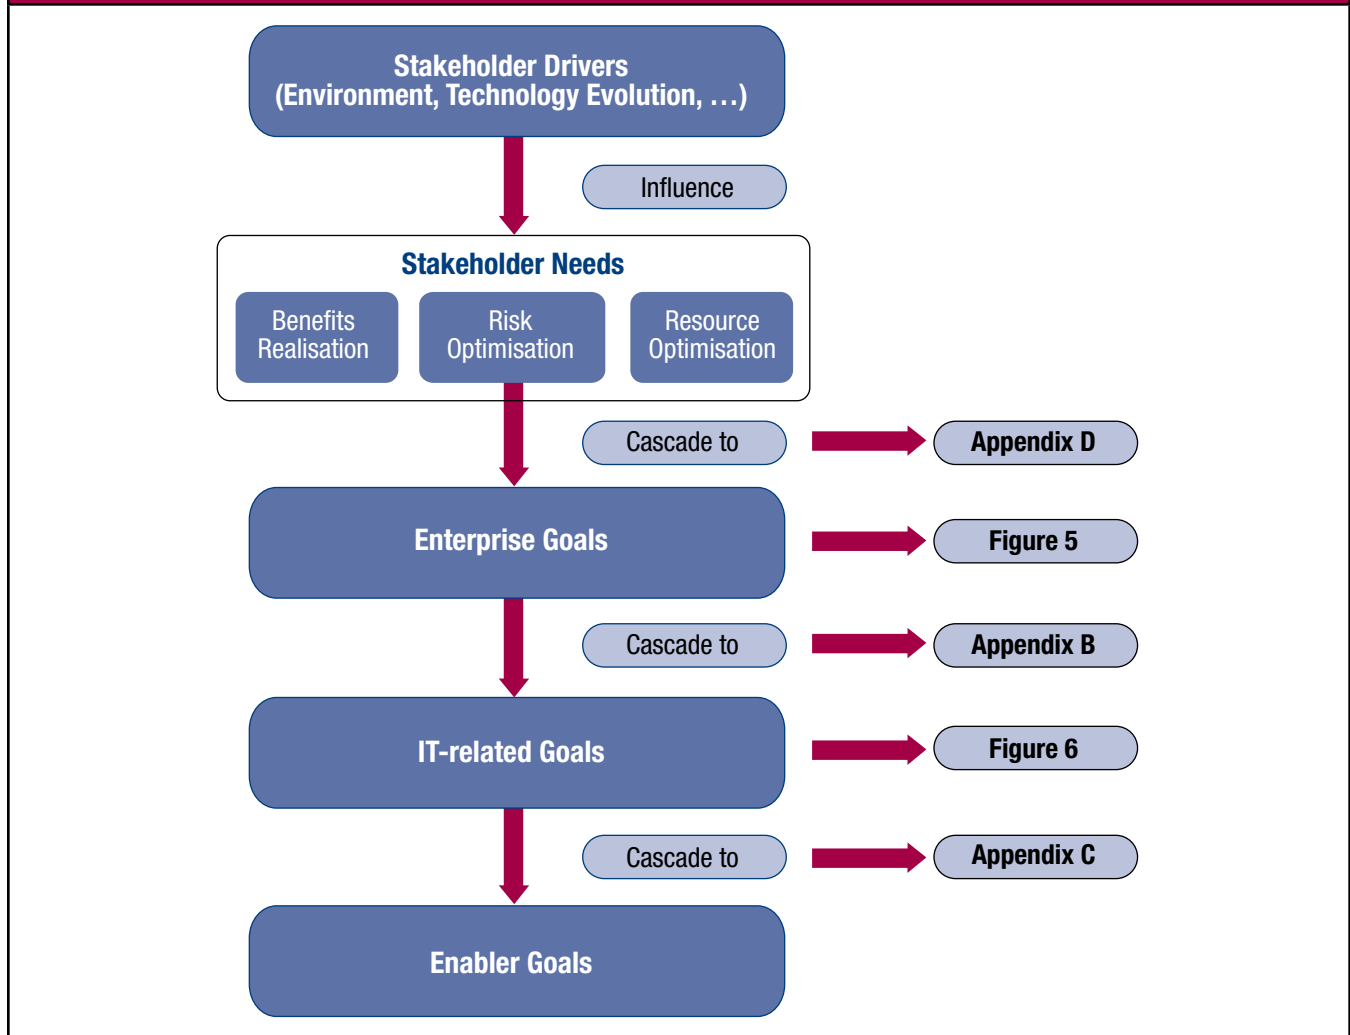 Stakeholder Drivers
(Environment, Technology Evolution, …)
Influence
Stakeholder Needs
Benefits
Realisation
Risk
Optimisation
Resource
Optimisation
Cascade to
Appendix D
Enterprise Goals
Figure 5
Cascade to
Appendix B
IT-related Goals
Figure 6
Cascade to
Appendix C
Enabler Goals